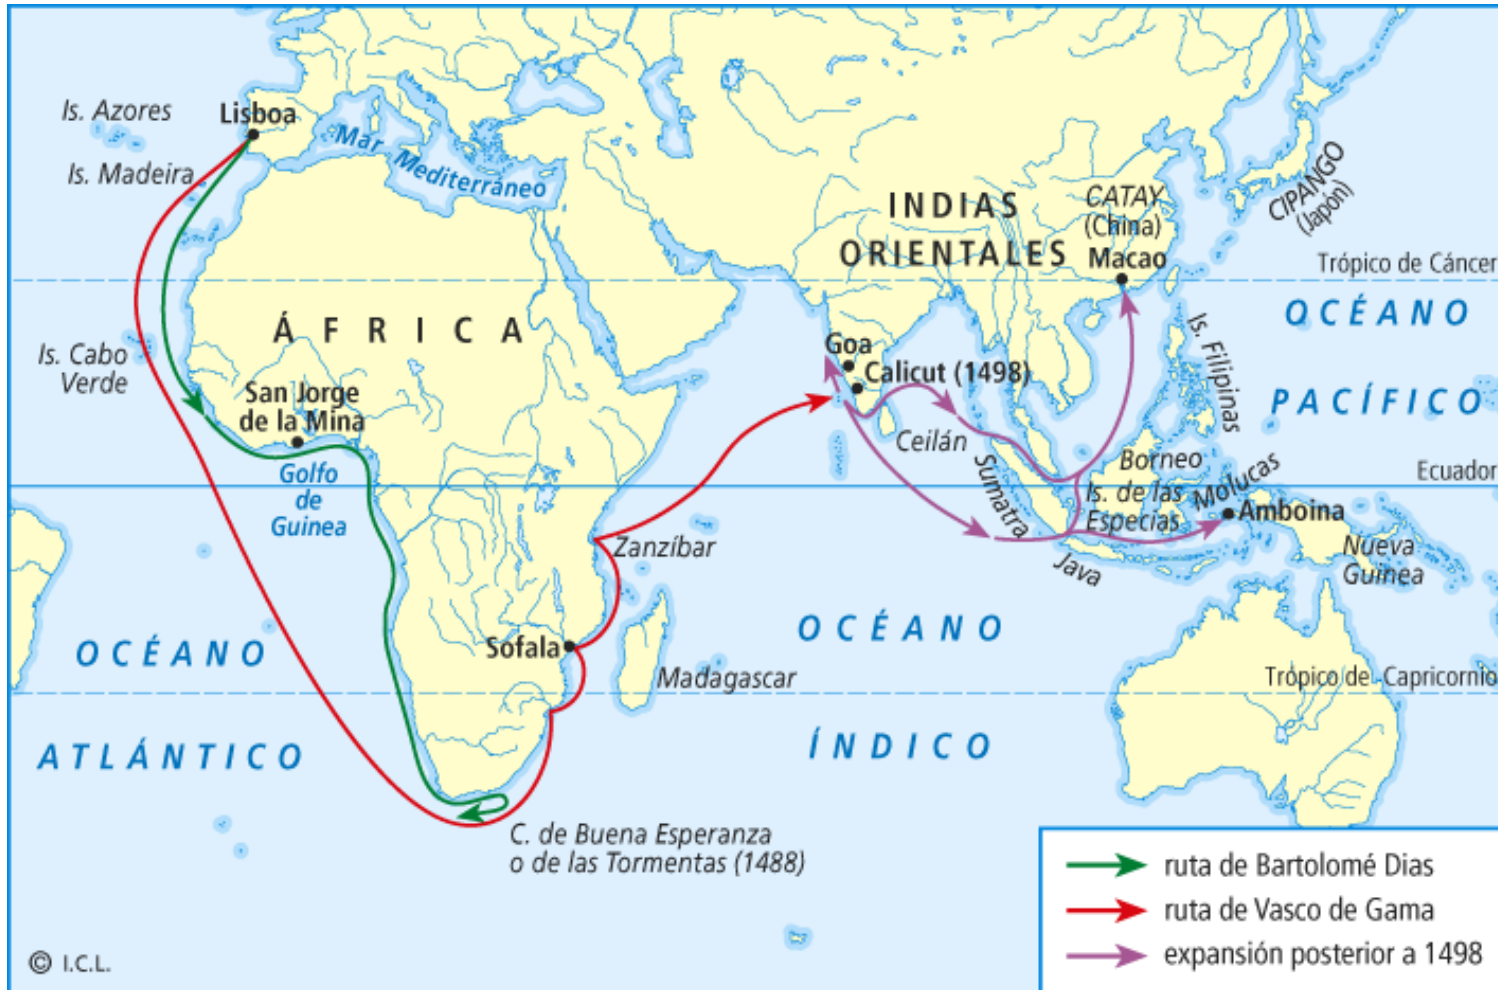 Is. Azores
Lisboa
Is. Madeira
Mar Mediterráneo
INDIAS
ORIENTALES
CATAY
(China)
Macao
CIPANGO
(Japón)
Trópico de Cáncer
OCÉANO
PACÍFICO
ÁFRICA
Is. Cabo
Verde
San Jorge
de la Mina
Golfo
de
Guinea
Goa
Calicut (1498)
Ceilán
Is. Filipinas
Sumatra
Borneo
Is. de las
Especias
Molucas
Ecuador
Amboina
Nueva
Guinea
Java
Zanzíbar
Sofala
Madagascar
OCÉANO
ÍNDICO
Trópico de Capricornio
OCÉANO
ATLÁNTICO
C. de Buena Esperanza
o de las Tormentas (1488)
ruta de Bartolomé Dias
ruta de Vasco de Gama
expansión posterior a 1498
© I.C.L.